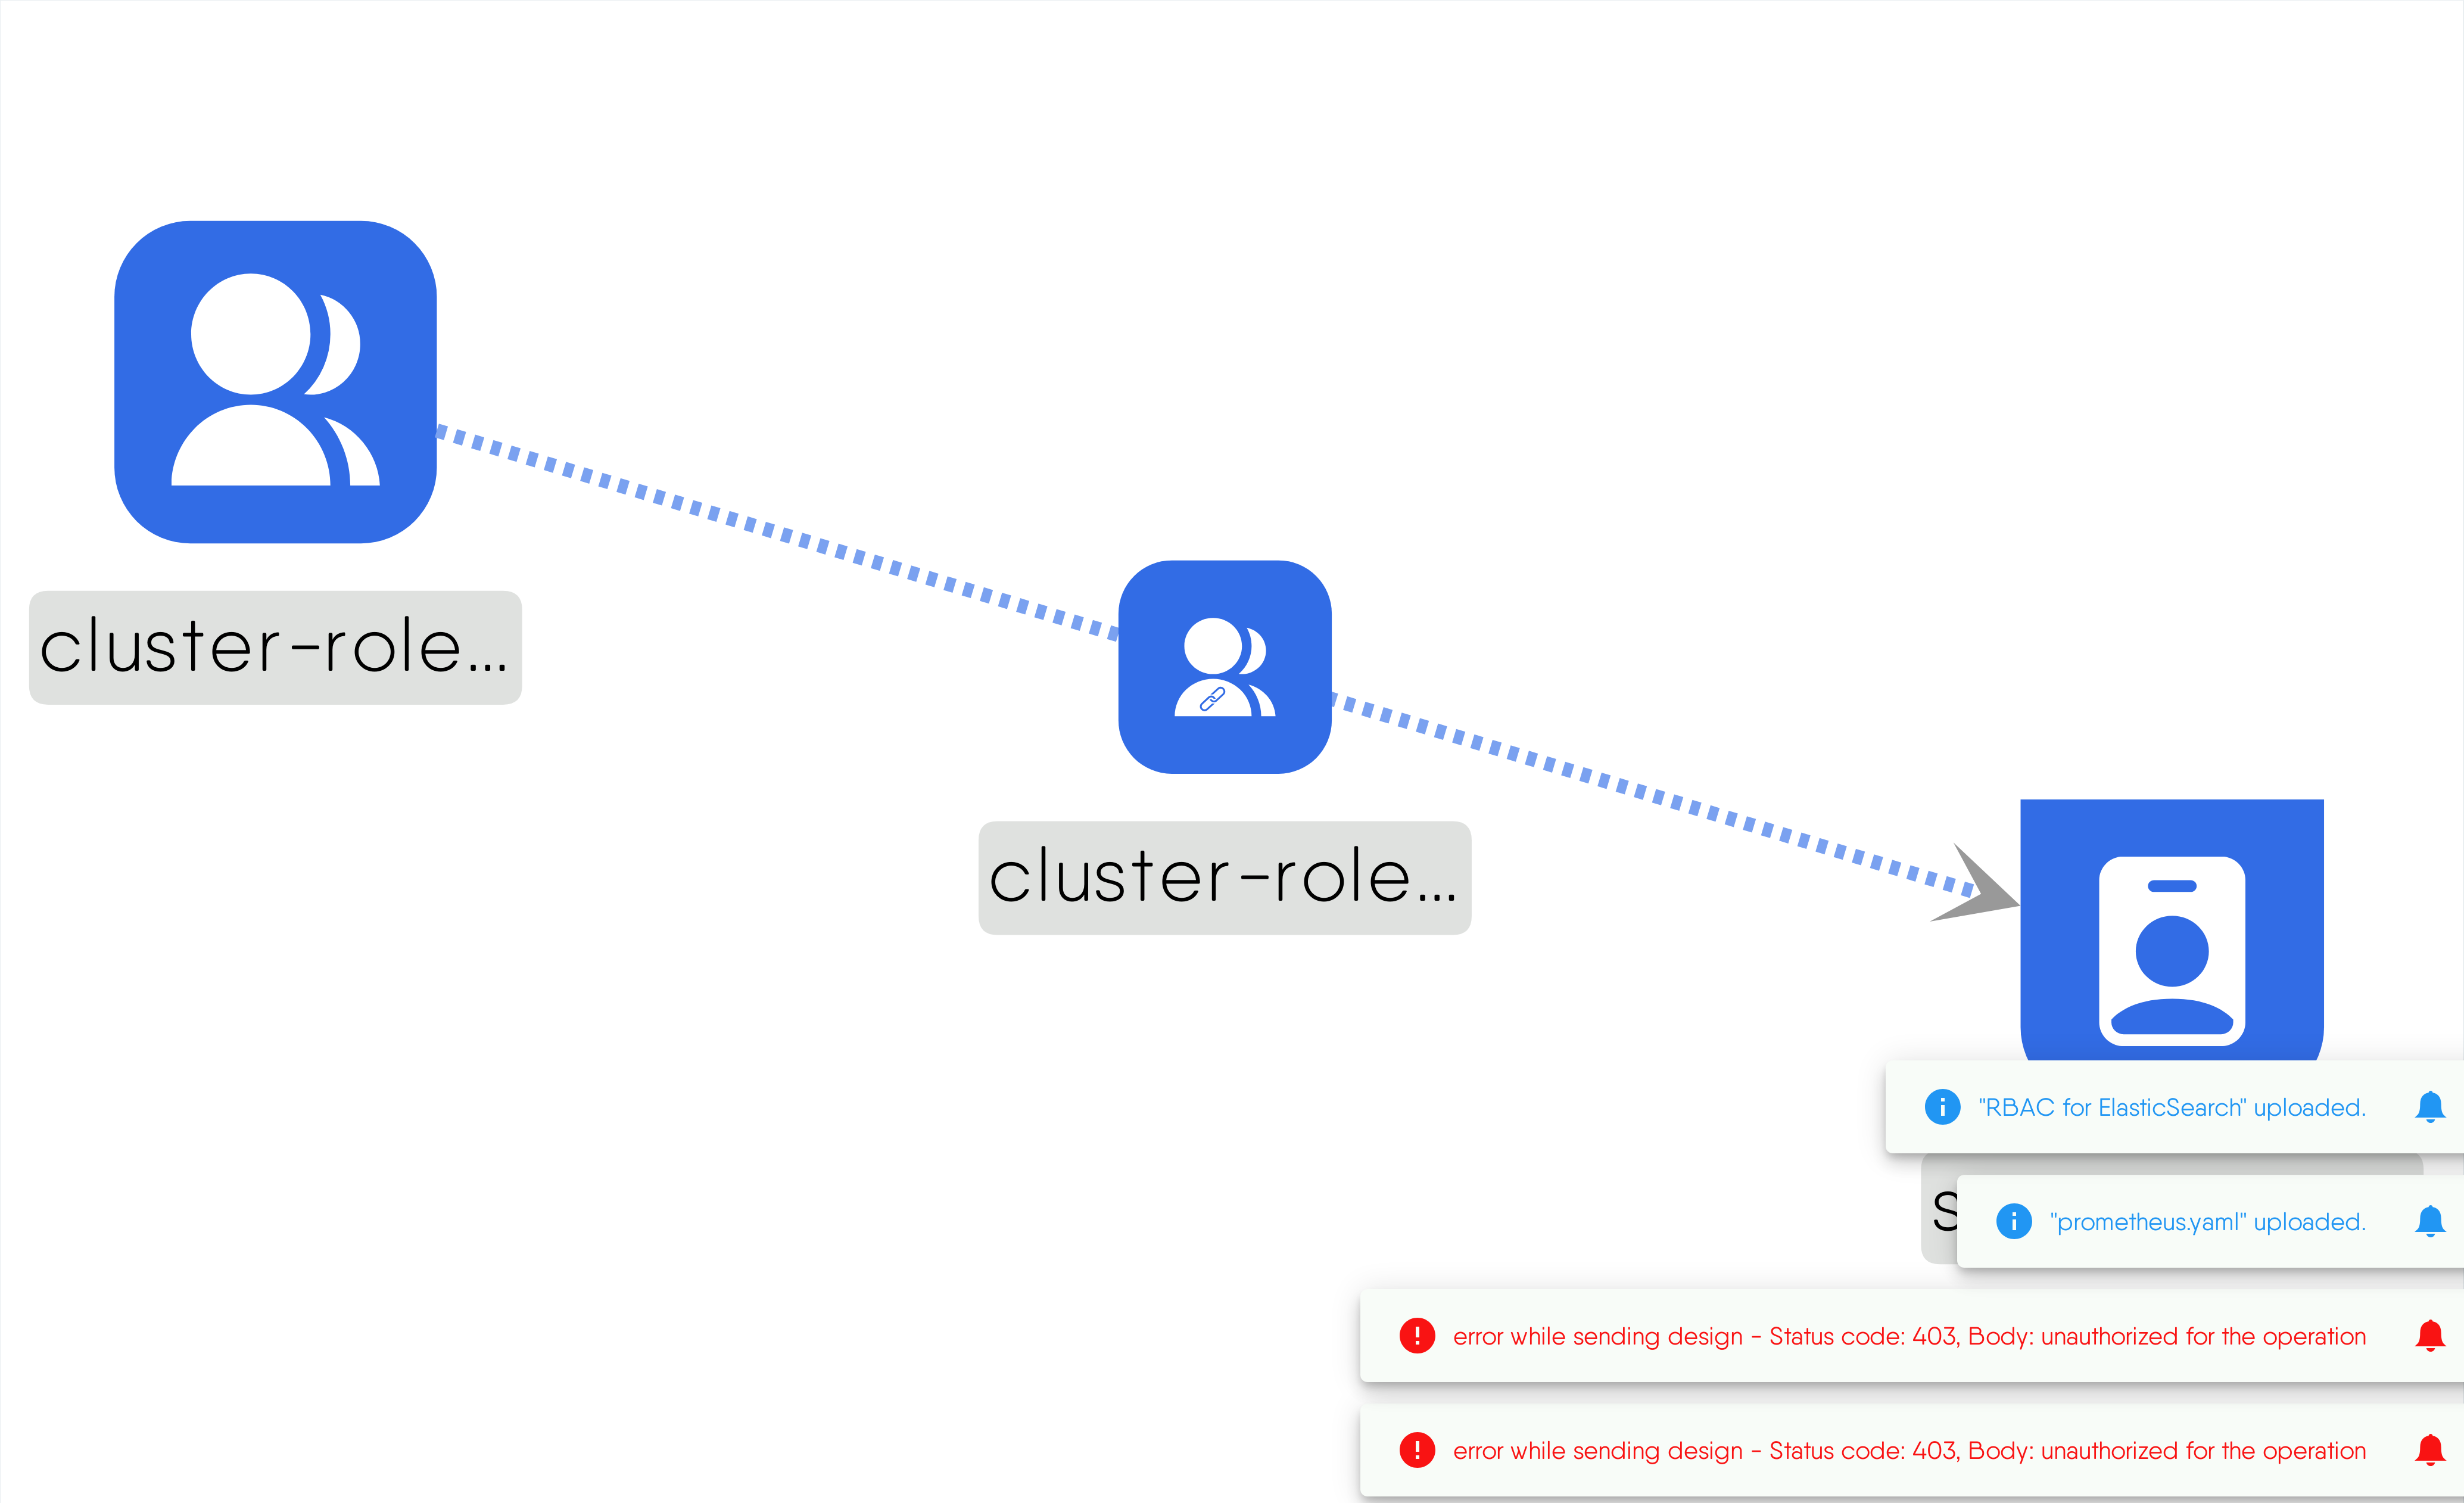 cluster-role...
cluster-role...
"RBAC for ElasticSearch" uploaded.
"prometheus.yaml" uploaded.
error while sending design - Status code: 403, Body: unauthorized for the operation
error while sending design - Status code: 403, Body: unauthorized for the operation